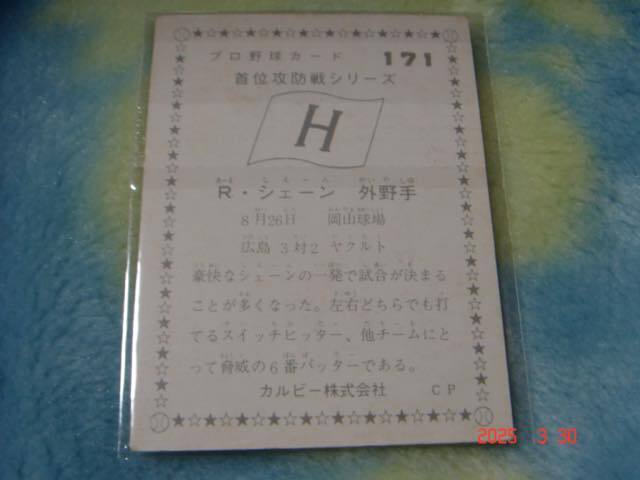 プロ野球カード 171
首位攻防戦シリーズ
H
R・シェーン 外野手
8月26日 岡山球場
広島 3対2 ヤクルト
豪快なシェーンの一発で試合が決まる
ことが多くなった。左右どちらでも打
てるスイッチヒッター、他チームにと
って脅威の6番バッターである。
カルビー株式会社 CP
2025 3 30